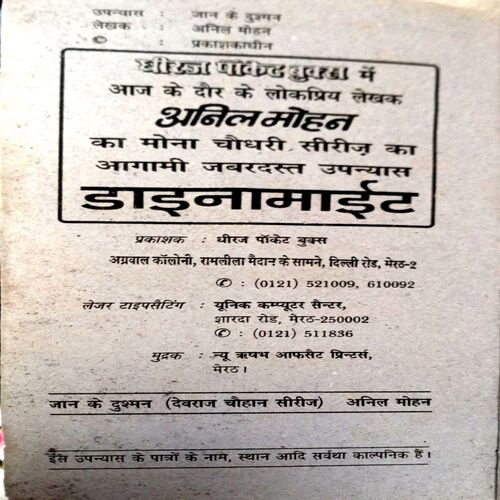 उपन्यास : जान के दुश्मन
लेखक : अनिल मोहन
© : प्रकाशकाधीन
धीरज पॉकेट बुक्स में
आज के दौर के लोकप्रिय लेखक
अनिल मोहन
का मोना चौधरी सीरीज़ का
आगामी जबरदस्त उपन्यास
डाइनामाईट
प्रकाशक : धीरज पॉकेट बुक्स
अग्रवाल कॉलोनी, रामलीला मैदान के सामने, दिल्ली रोड, मेरठ-2
✆ : (0121) 521009, 610092
लेजर टाइपसैटिंग : यूनिक कम्प्यूटर सैन्टर,
शारदा रोड, मेरठ-250002
✆ : (0121) 511836
मुद्रक : न्यू ऋषभ आफसैट प्रिन्टर्स,
मेरठ।
जान के दुश्मन (देवराज चौहान सीरीज) अनिल मोहन
इस उपन्यास के पात्रों के नाम, स्थान आदि सर्वथा काल्पनिक हैं।